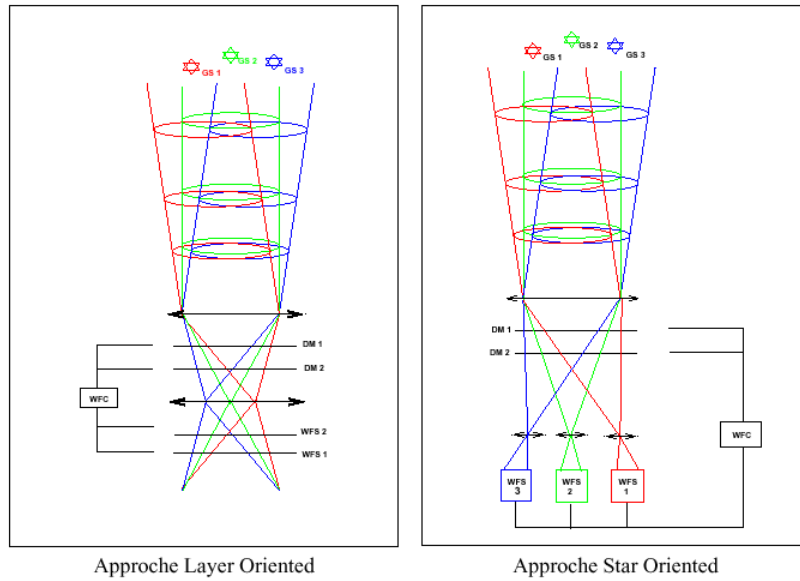 GS 1
GS 2
GS 3
DM 1
DM 2
WFC
WFS 2
WFS 1
Approche Layer Oriented
GS 1
GS 2
GS 3
DM 1
DM 2
WFC
WFS
3
WFS
2
WFS
1
Approche Star Oriented